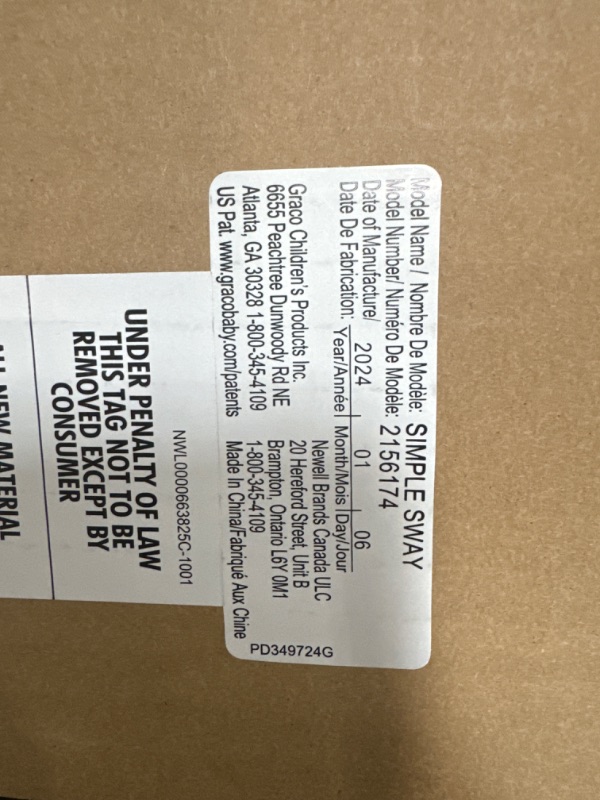 Model Name / Nombre De Modèle: SIMPLE SWAY
Model Number/ Numéro De Modèle: 2156174
Date of Manufacture/ 2024 01 06
Date De Fabrication: Year/Année Month/Mois Day/Jour
Graco Children's Products Inc.
6655 Peachtree Dunwoody Rd NE
Atlanta, GA 30328 1-800-345-4109
US Pat. www.gracobaby.com/patents
Newell Brands Canada ULC
20 Hereford Street, Unit B
Brampton, Ontario L6Y 0M1
1-800-345-4109
Made In China/Fabriqué Aux Chine
PD349724G
NWL0000663825C-1001
UNDER PENALTY OF LAW
THIS TAG NOT TO BE
REMOVED EXCEPT BY
CONSUMER
ALL NEW MATERIAL